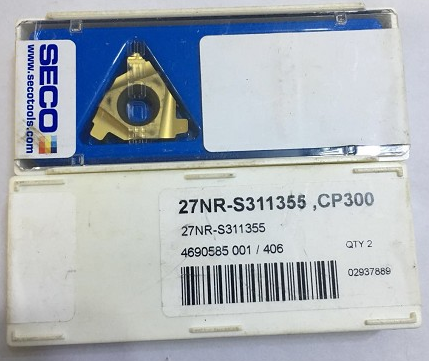 SECO
www.secotools.com
27NR-S311355 ,CP300
27NR-S311355
4690585 001 / 406
QTY 2
02937889